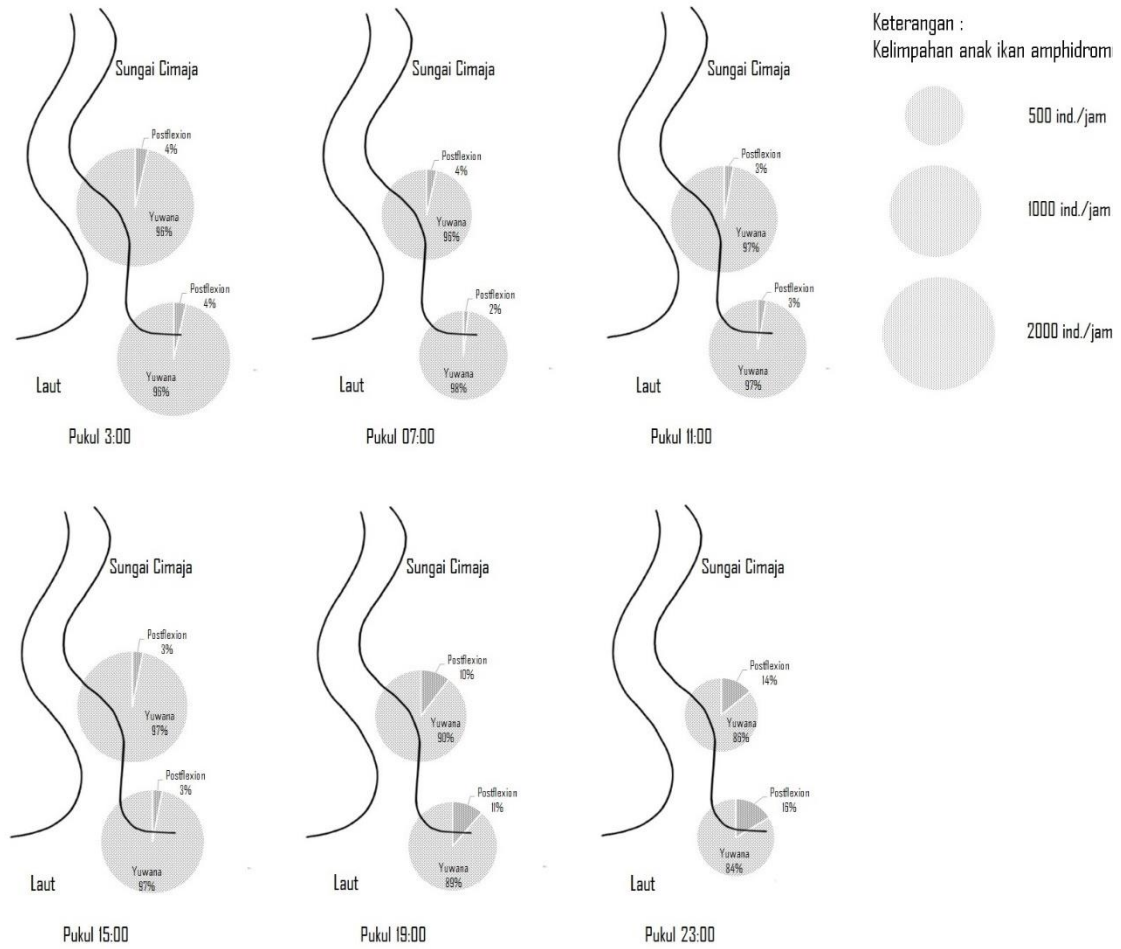 Keterangan :
Kelimpahan anak ikan amphidrom
500 ind./jam
1000 ind./jam
2000 ind./jam
Sungai Cimaja
Postflexion
4%
Yuwana
96%
Postflexion
4%
Yuwana
96%
Laut
Pukul 3:00
Sungai Cimaja
Postflexion
4%
Yuwana
96%
Postflexion
2%
Yuwana
98%
Laut
Pukul 07:00
Sungai Cimaja
Postflexion
3%
Yuwana
97%
Postflexion
3%
Yuwana
97%
Laut
Pukul 11:00
Sungai Cimaja
Postflexion
3%
Yuwana
97%
Postflexion
3%
Yuwana
97%
Laut
Pukul 15:00
Sungai Cimaja
Postflexion
10%
Yuwana
90%
Postflexion
11%
Yuwana
89%
Laut
Pukul 19:00
Sungai Cimaja
Postflexion
14%
Yuwana
86%
Postflexion
16%
Yuwana
84%
Laut
Pukul 23:00